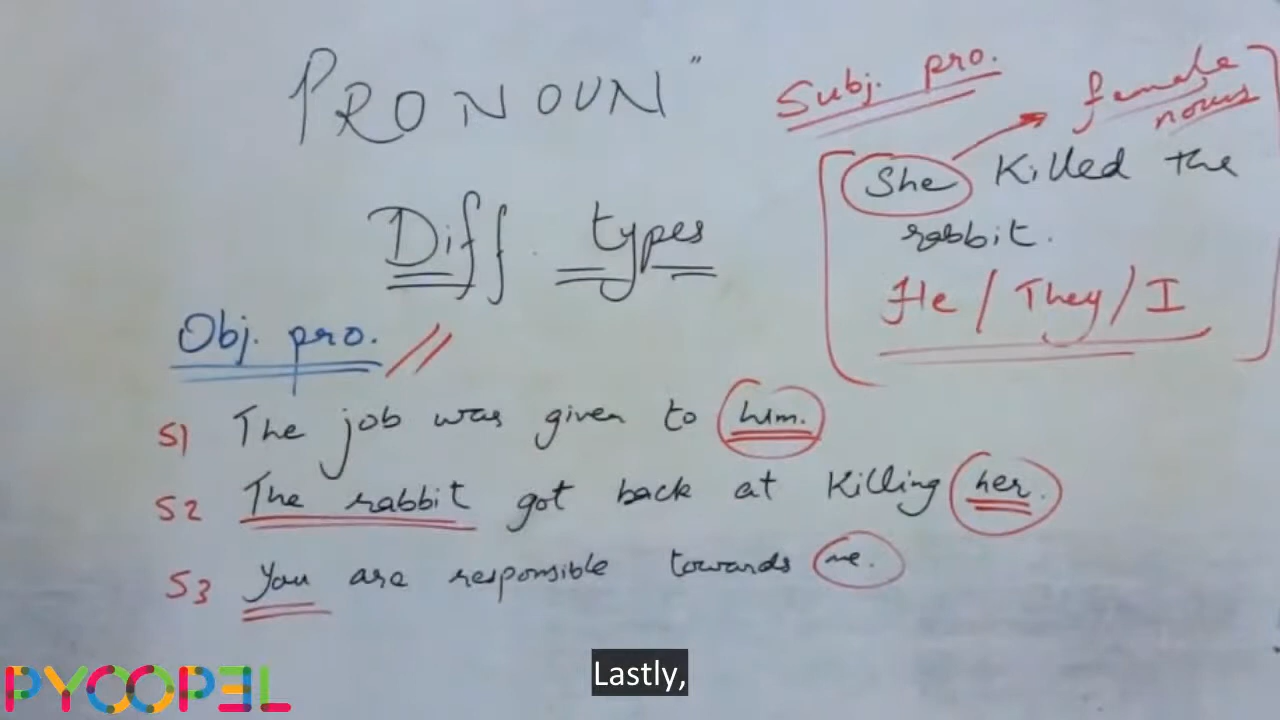 PRONOUN"
Diff. types
Subj. pro.
female
nouns
She killed the
rabbit.
He / They / I
Obj. pro.
S1 The job was given to him.
S2 The rabbit got back at killing her.
S3 You are responsible towards me.
Lastly,
PYOOPEL